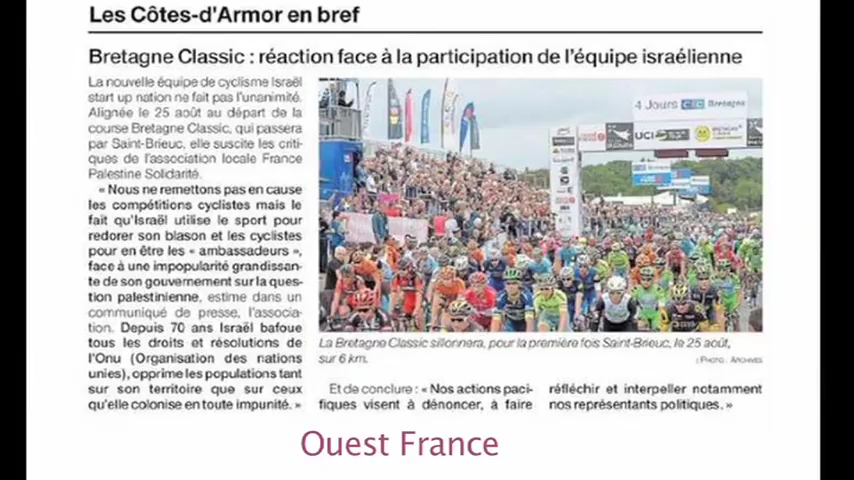 Les Côtes-d'Armor en bref
Bretagne Classic : réaction face à la participation de l'équipe israélienne
La nouvelle équipe de cyclisme Israël
start up nation ne fait pas l'unanimité.
Alignée le 25 août au départ de la
course Bretagne Classic, qui passera
par Saint-Brieuc, elle suscite les criti-
ques de l'association locale France
Palestine Solidarité.
« Nous ne remettons pas en cause
les compétitions cyclistes mais le
fait qu'Israël utilise le sport pour
redorer son blason et les cyclistes
pour en être les « ambassadeurs »,
face à une impopularité grandissan-
te de son gouvernement sur la ques-
tion palestinienne, estime dans un
communiqué de presse, l'associa-
tion. Depuis 70 ans Israël bafoue
tous les droits et résolutions de
l'Onu (Organisation des nations
unies), opprime les populations tant
sur son territoire que sur ceux
qu'elle colonise en toute impunité. »
4 Jours CIC Bretagne
UCI
La Bretagne Classic sillonnera, pour la première fois Saint-Brieuc, le 25 août,
sur 6 km.
| PHOTO : ARCHIVES
Et de conclure : « Nos actions paci-
fiques visent à dénoncer, à faire
réfléchir et interpeller notamment
nos représentants politiques. »
Ouest France